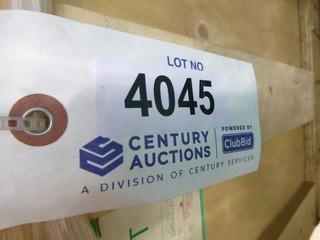 LOT NO
4045
CENTURY AUCTIONS
POWERED BY
ClubBid
A DIVISION OF CENTURY SERVICES